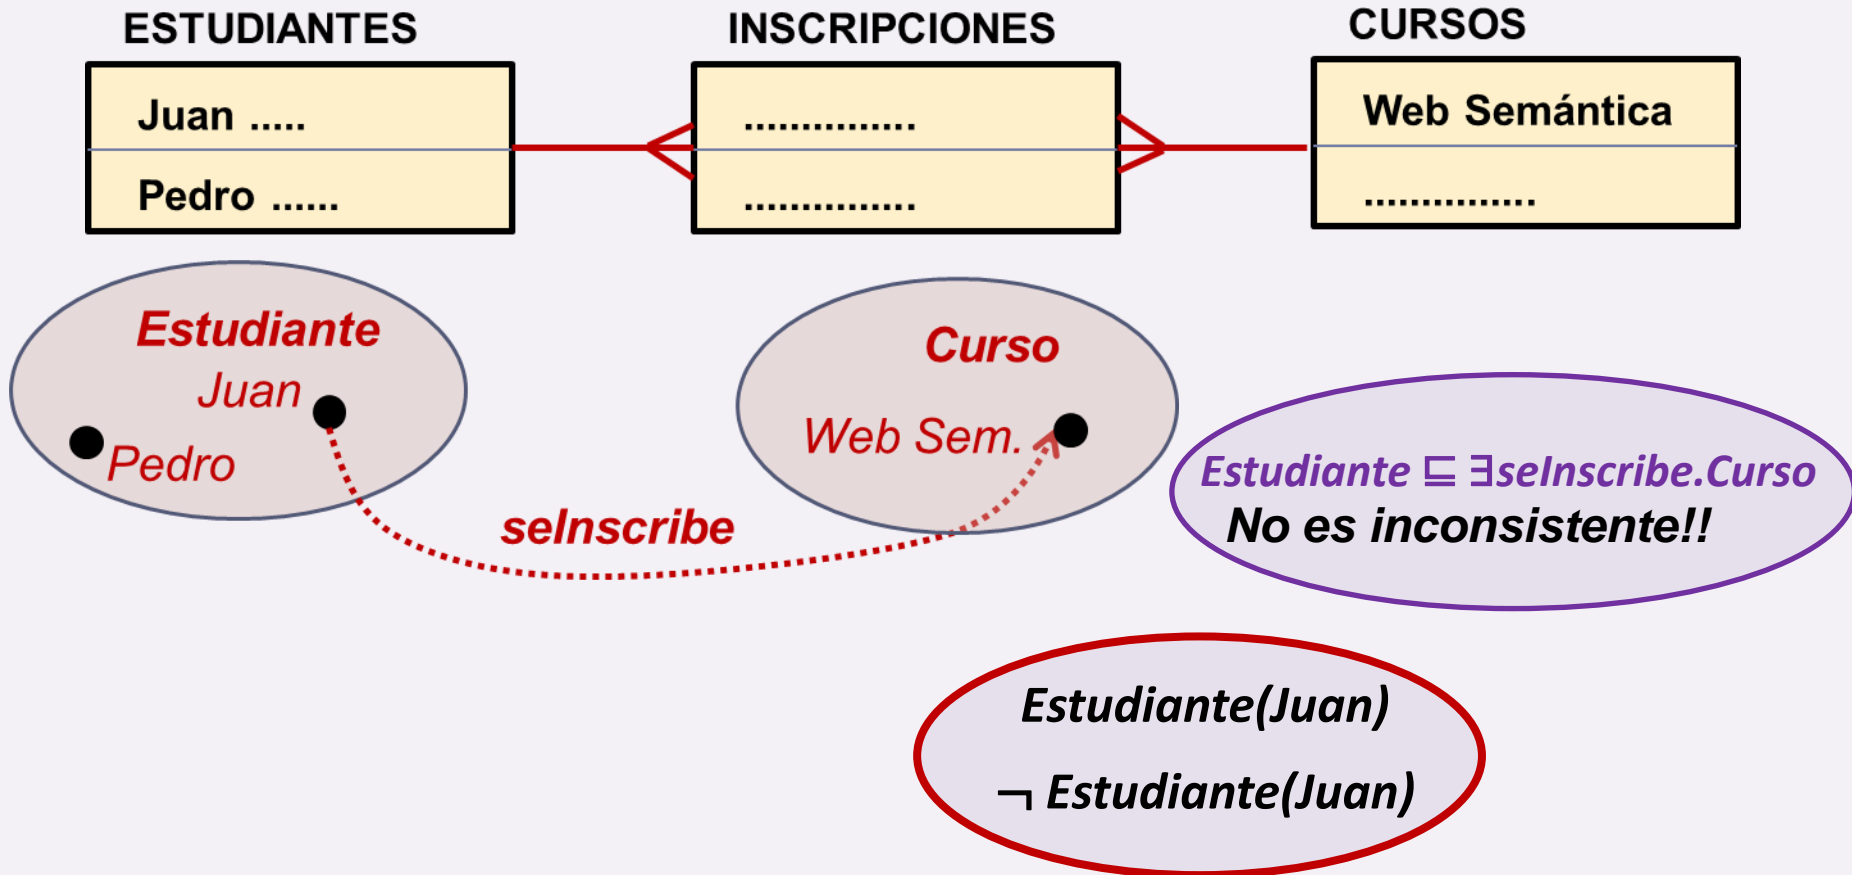 ESTUDIANTES
INSCRIPCIONES
CURSOS
Juan .....
Pedro ......
...............
...............
Web Semántica
...............
Estudiante
Juan
Pedro
seInscribe
Curso
Web Sem.
Estudiante ⊑ ∃seInscribe.Curso
No es inconsistente!!
Estudiante(Juan)
¬ Estudiante(Juan)